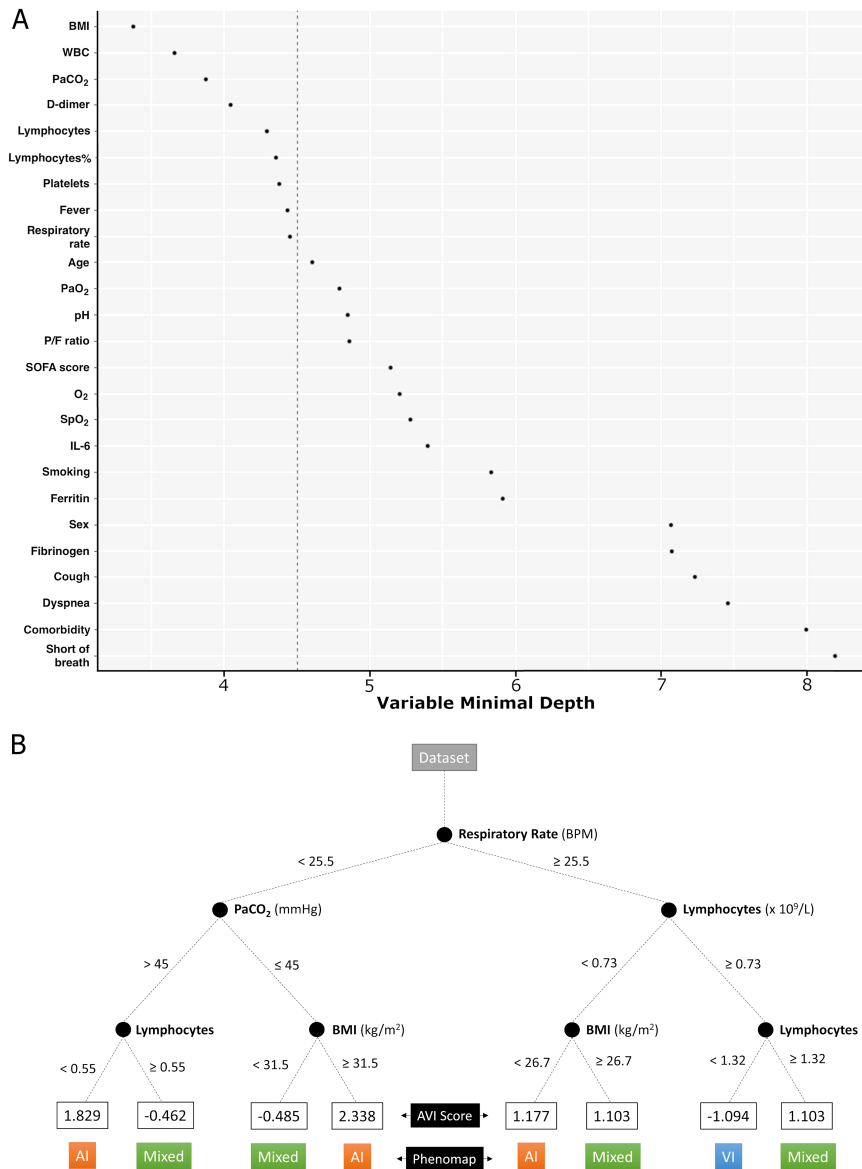 A
BMI
WBC
PaCO₂
D-dimer
Lymphocytes
Lymphocytes%
Platelets
Fever
Respiratory
rate
Age
PaO₂
pH
P/F ratio
SOFA score
O₂
SpO₂
IL-6
Smoking
Ferritin
Sex
Fibrinogen
Cough
Dyspnea
Comorbidity
Short of
breath
4 5 6 7 8
Variable Minimal Depth
B
Dataset
Respiratory Rate (BPM)
< 25.5 ≥ 25.5
PaCO₂ (mmHg) Lymphocytes (x 10⁹/L)
> 45 ≤ 45 < 0.73 ≥ 0.73
Lymphocytes BMI (kg/m²) BMI (kg/m²) Lymphocytes
< 0.55 ≥ 0.55 < 31.5 ≥ 31.5 < 26.7 ≥ 26.7 < 1.32 ≥ 1.32
1.829 -0.462 -0.485 2.338 AVI Score 1.177 1.103 -1.094 1.103
AI Mixed Mixed AI Phenomap AI Mixed VI Mixed